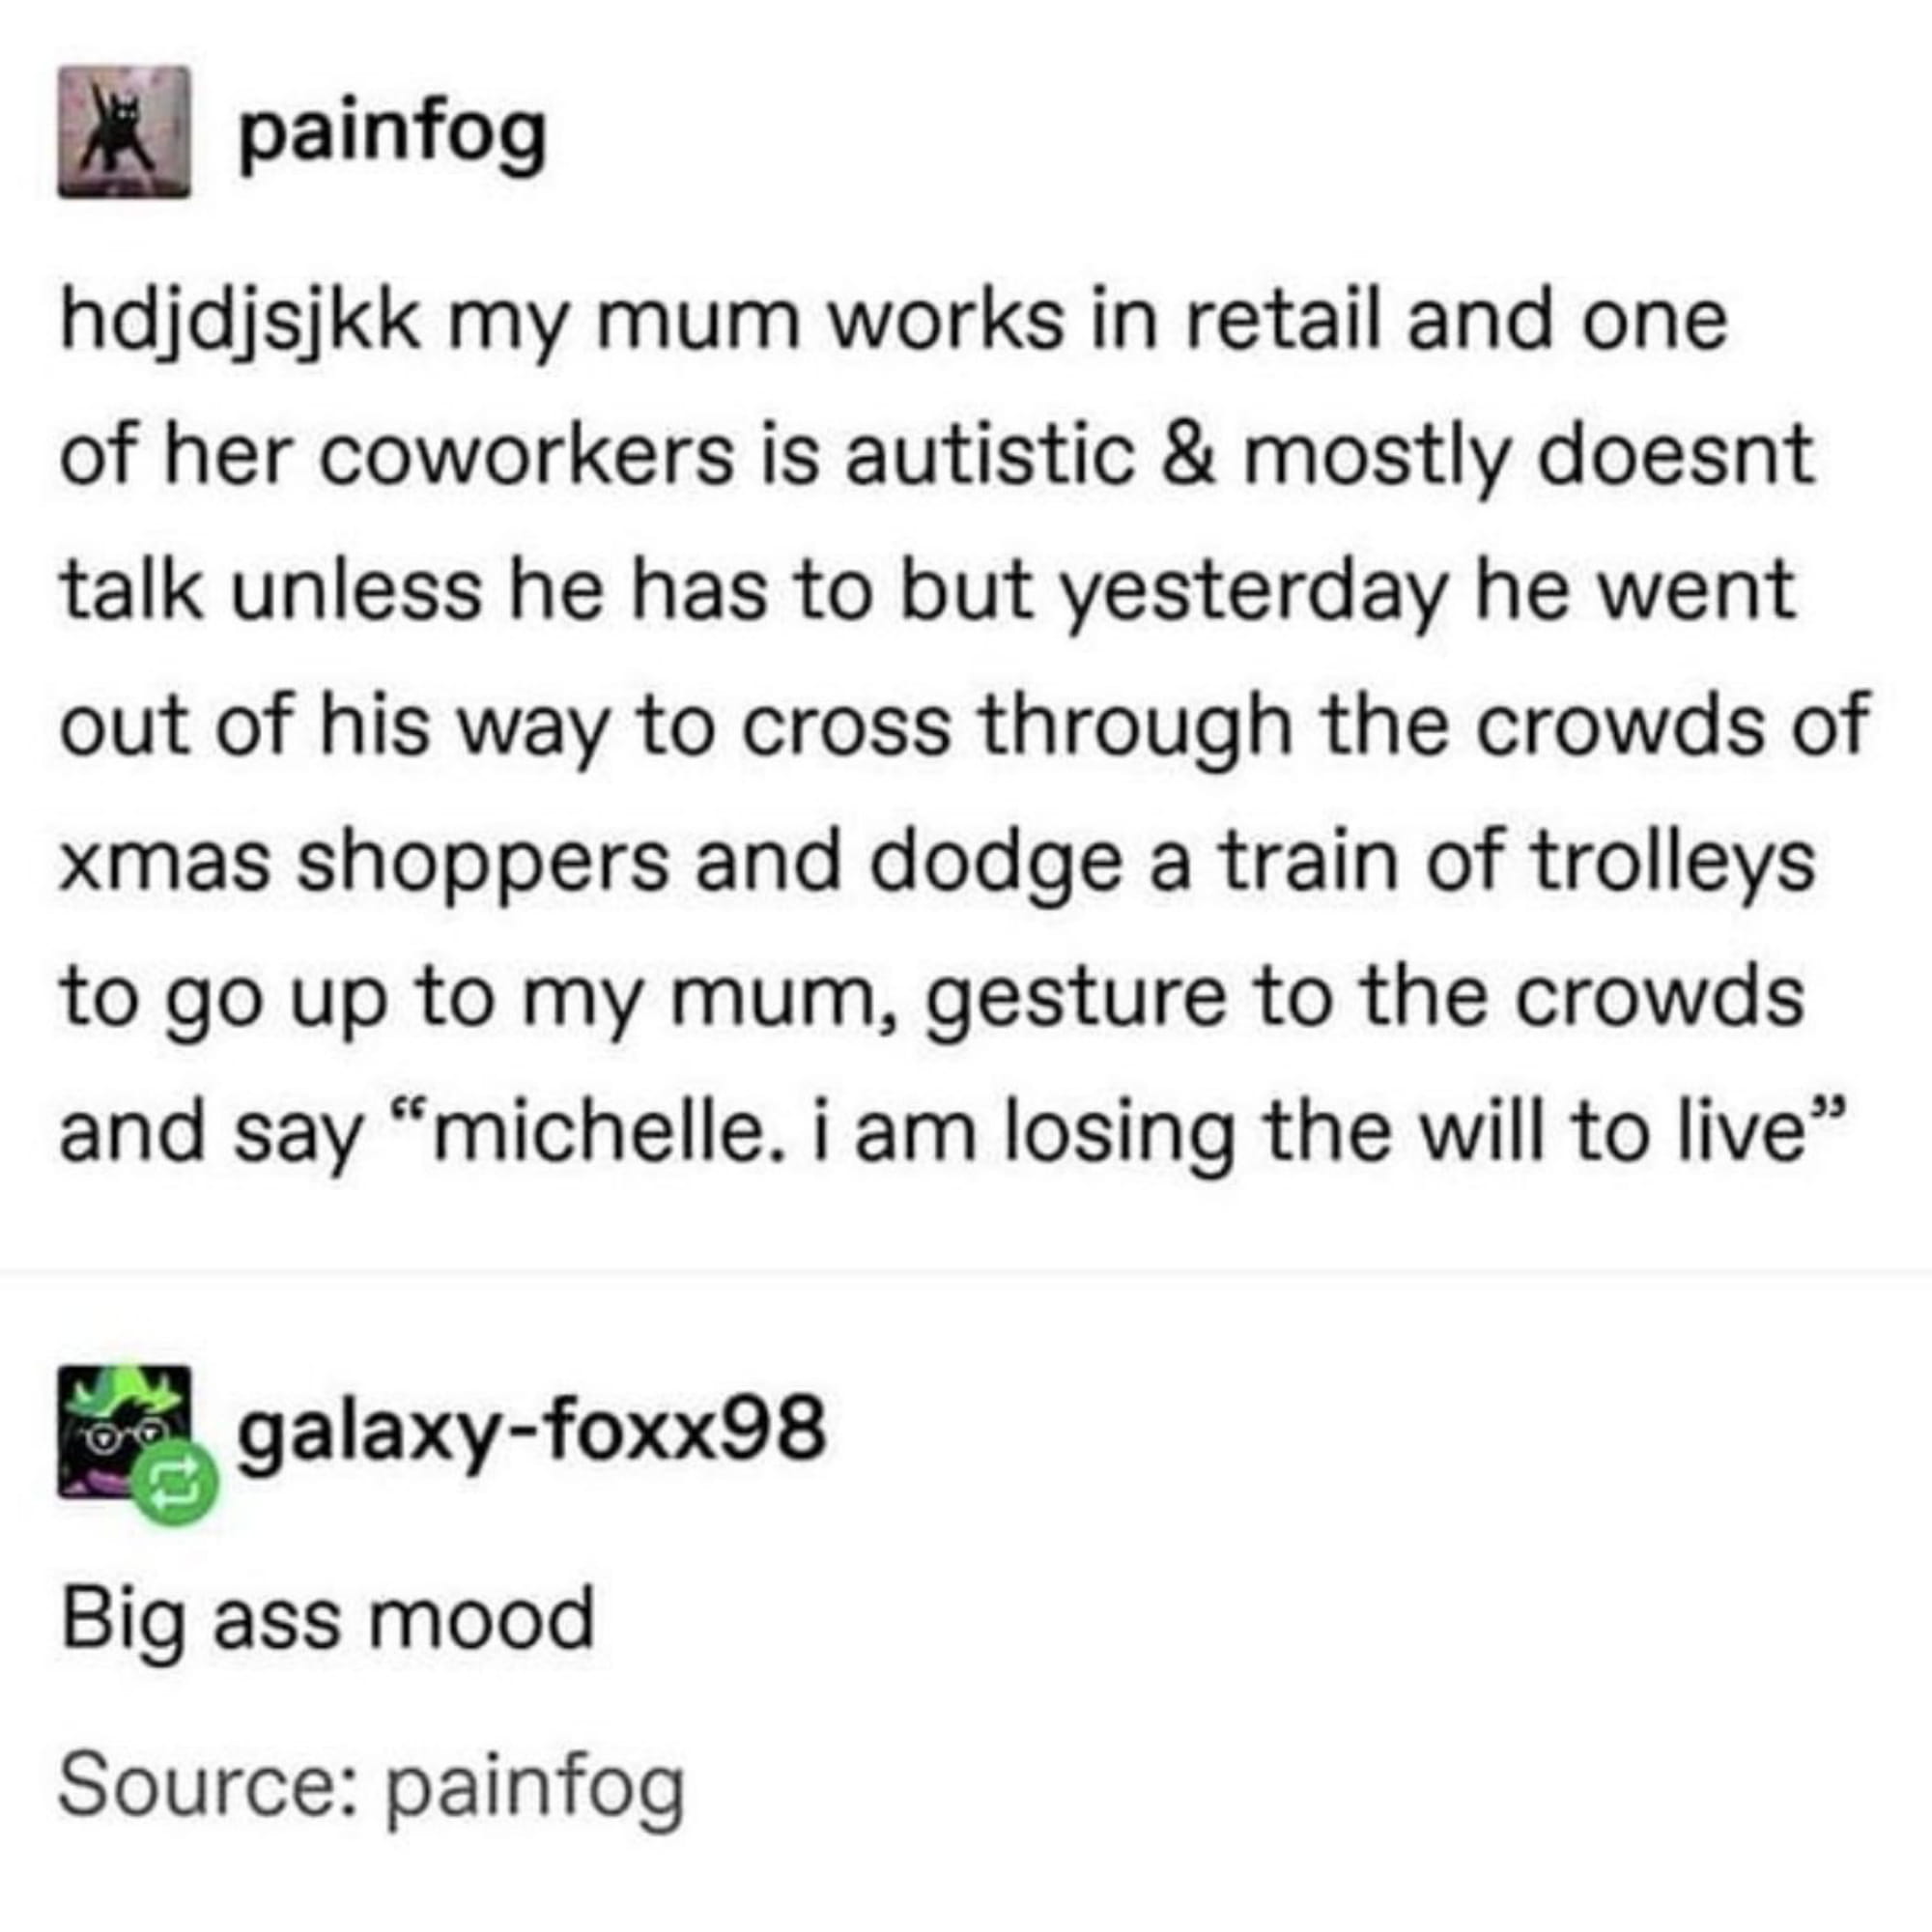 painfog
hdjdjsjkk my mum works in retail and one
of her coworkers is autistic & mostly doesnt
talk unless he has to but yesterday he went
out of his way to cross through the crowds of
xmas shoppers and dodge a train of trolleys
to go up to my mum, gesture to the crowds
and say “michelle. i am losing the will to live”
galaxy-foxx98
Big ass mood
Source: painfog